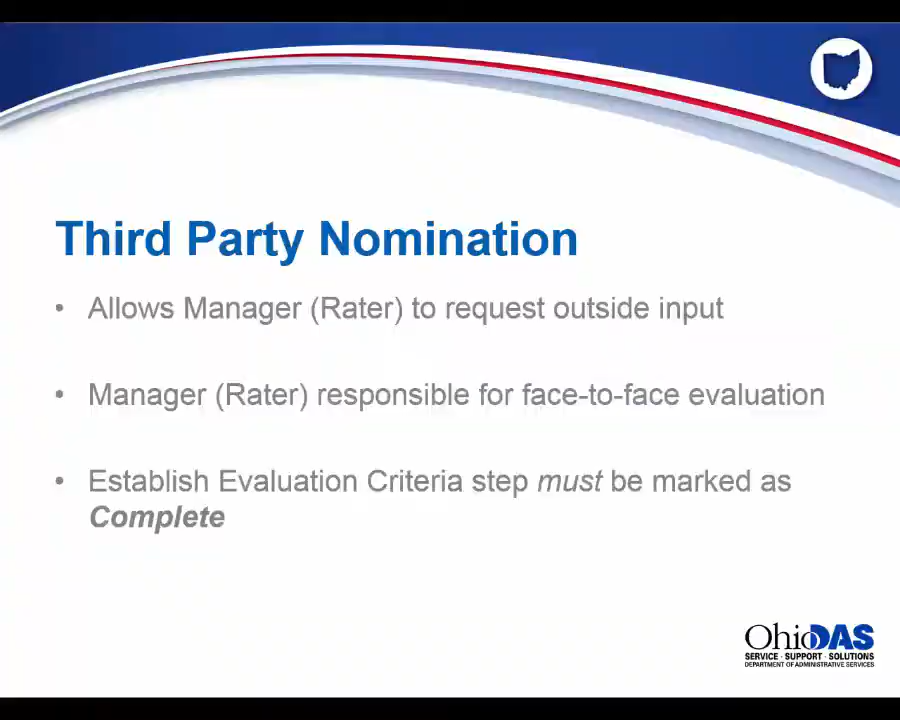 Third Party Nomination
• Allows Manager (Rater) to request outside input
• Manager (Rater) responsible for face-to-face evaluation
• Establish Evaluation Criteria step must be marked as
Complete
OhioDAS
SERVICE · SUPPORT · SOLUTIONS
DEPARTMENT OF ADMINISTRATIVE SERVICES